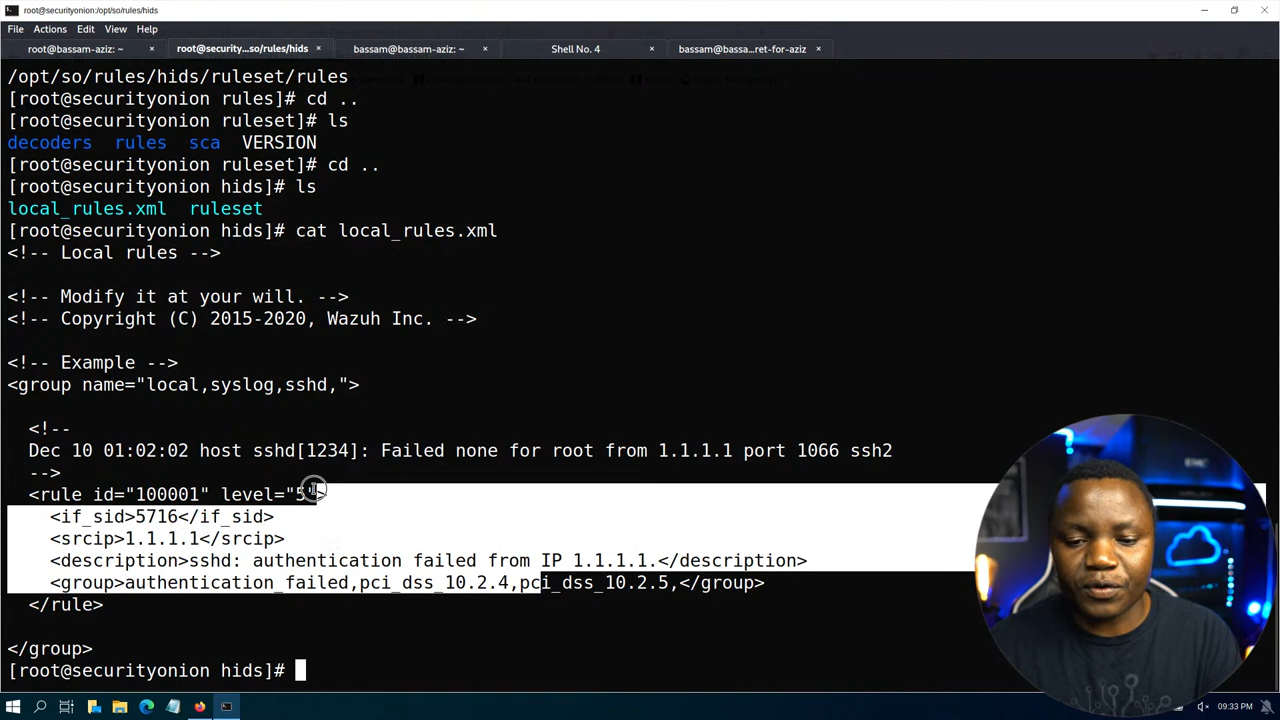 root@securityonion:/opt/so/rules/hids
File Actions Edit View Help
root@bassam-aziz: ~ × root@security...so/rules/hids × bassam@bassam-aziz: ~ × Shell No. 4 × bassam@bassa...ret-for-aziz ×
/opt/so/rules/hids/ruleset/rules
[root@securityonion rules]# cd ..
[root@securityonion ruleset]# ls
decoders rules sca VERSION
[root@securityonion ruleset]# cd ..
[root@securityonion hids]# ls
local_rules.xml ruleset
[root@securityonion hids]# cat local_rules.xml
<!-- Local rules -->
<!-- Modify it at your will. -->
<!-- Copyright (C) 2015-2020, Wazuh Inc. -->
<!-- Example -->
<group name="local,syslog,sshd,">
<!--
Dec 10 01:02:02 host sshd[1234]: Failed none for root from 1.1.1.1 port 1066 ssh2
-->
<rule id="100001" level="5">
<if_sid>5716</if_sid>
<srcip>1.1.1.1</srcip>
<description>sshd: authentication failed from IP 1.1.1.1.</description>
<group>authentication_failed,pci_dss_10.2.4,pci_dss_10.2.5,</group>
</rule>
</group>
[root@securityonion hids]#
09:33 PM